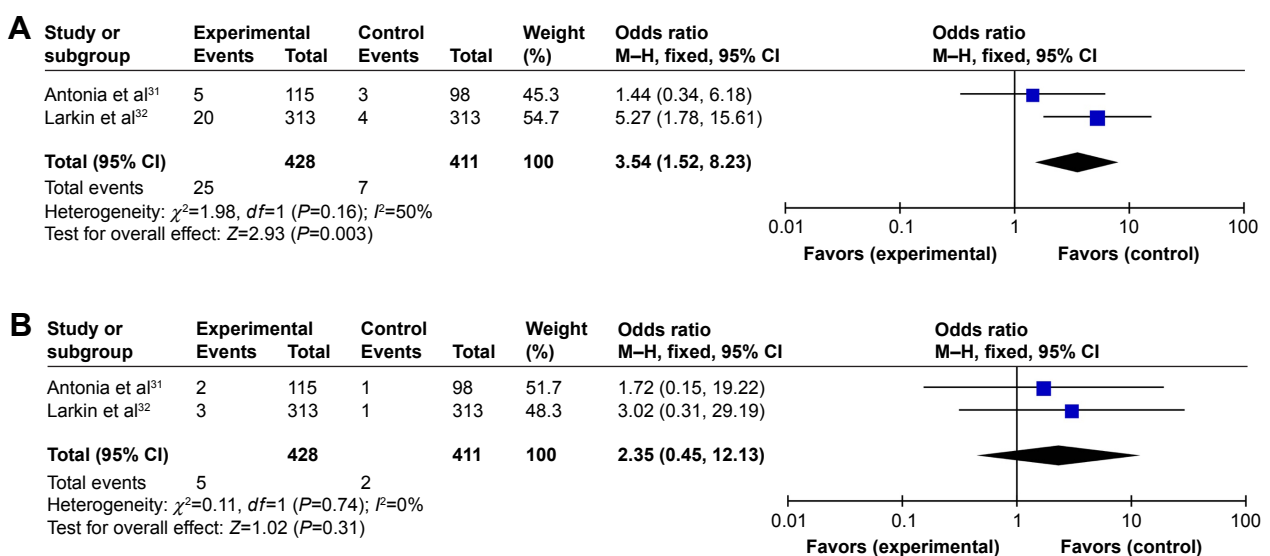 A
Study or Experimental Control Weight Odds ratio Odds ratio
subgroup Events Total Events Total (%) M–H, fixed, 95% CI M–H, fixed, 95% CI
Antonia et al³¹ 5 115 3 98 45.3 1.44 (0.34, 6.18)
Larkin et al³² 20 313 4 313 54.7 5.27 (1.78, 15.61)
Total (95% CI) 428 411 100 3.54 (1.52, 8.23)
Total events 25 7
Heterogeneity: χ²=1.98, df=1 (P=0.16); I²=50%
Test for overall effect: Z=2.93 (P=0.003)
0.01 0.1 1 10 100
Favors (experimental) Favors (control)
B
Study or Experimental Control Weight Odds ratio Odds ratio
subgroup Events Total Events Total (%) M–H, fixed, 95% CI M–H, fixed, 95% CI
Antonia et al³¹ 2 115 1 98 51.7 1.72 (0.15, 19.22)
Larkin et al³² 3 313 1 313 48.3 3.02 (0.31, 29.19)
Total (95% CI) 428 411 100 2.35 (0.45, 12.13)
Total events 5 2
Heterogeneity: χ²=0.11, df=1 (P=0.74); I²=0%
Test for overall effect: Z=1.02 (P=0.31)
0.01 0.1 1 10 100
Favors (experimental) Favors (control)